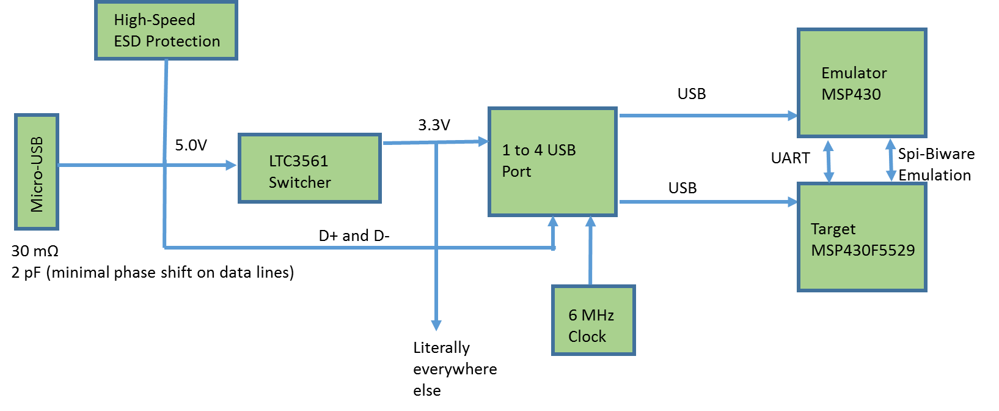 High-Speed
ESD Protection
Micro-USB
5.0V
LTC3561
Switcher
3.3V
1 to 4 USB
Port
USB
USB
Emulator
MSP430
UART
Spi-Biware
Emulation
Target
MSP430F5529
D+ and D-
30 mΩ
2 pF (minimal phase shift on data lines)
6 MHz
Clock
Literally
everywhere
else